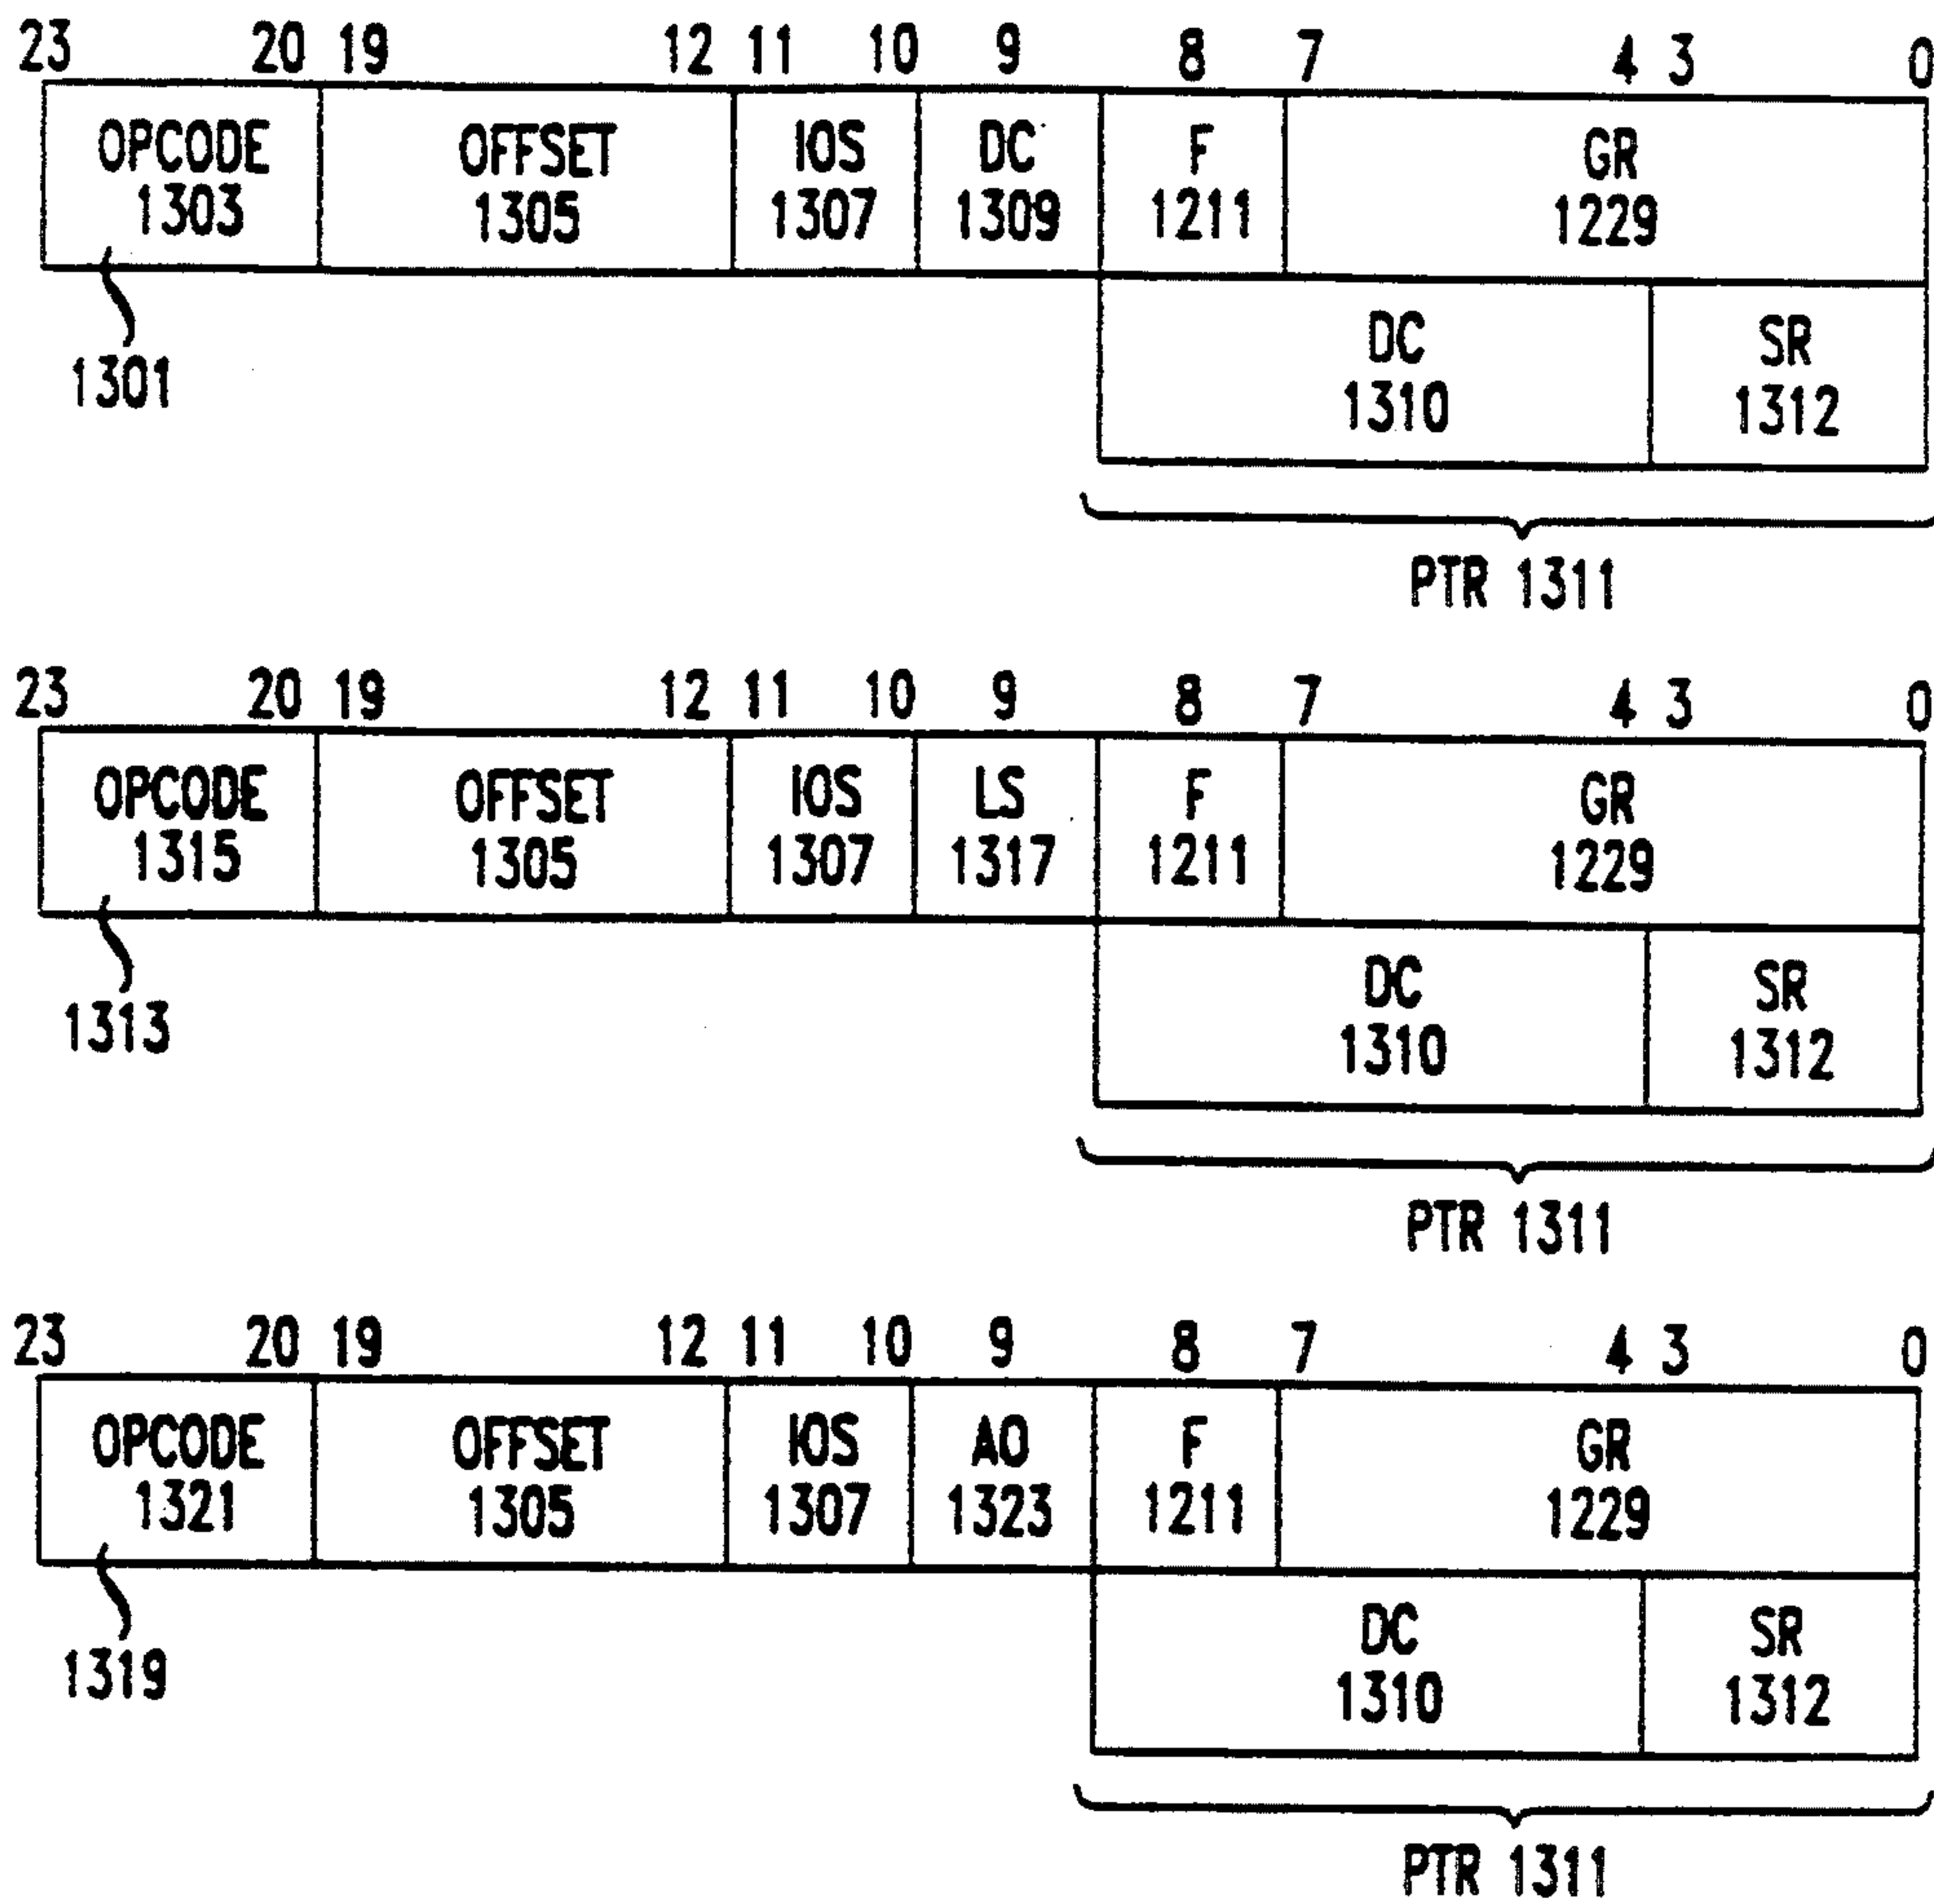 23 20 19 12 11 10 9 8 7 4 3 0
OPCODE OFFSET IOS DC F GR
1303 1305 1307 1309 1211 1229
DC SR
1310 1312
1301
PTR 1311
23 20 19 12 11 10 9 8 7 4 3 0
OPCODE OFFSET IOS LS F GR
1315 1305 1307 1317 1211 1229
DC SR
1310 1312
1313
PTR 1311
23 20 19 12 11 10 9 8 7 4 3 0
OPCODE OFFSET IOS AO F GR
1321 1305 1307 1323 1211 1229
DC SR
1310 1312
1319
PTR 1311